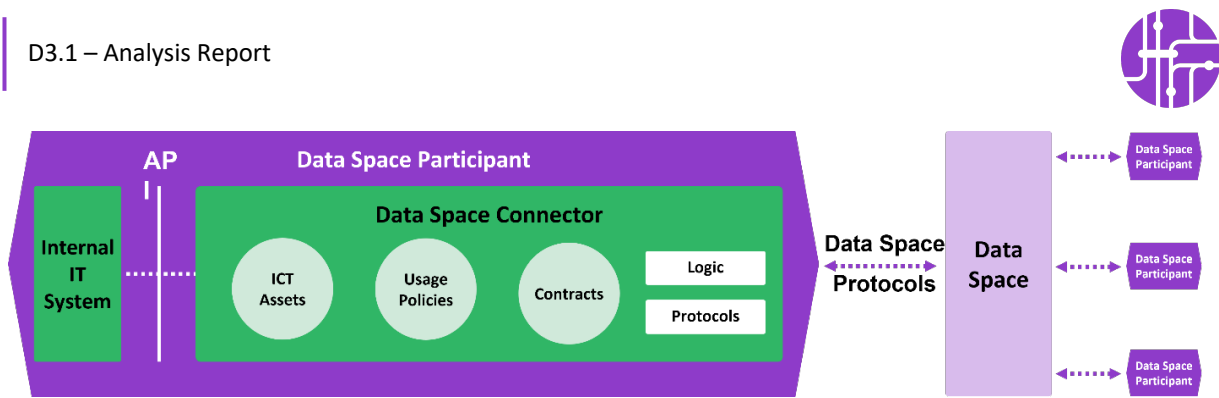 D3.1 – Analysis Report
AP
I
Data Space Participant
Internal
IT
System
Data Space Connector
ICT
Assets
Usage
Policies
Contracts
Logic
Protocols
Data Space
Protocols
Data
Space
Data Space
Participant
Data Space
Participant
Data Space
Participant